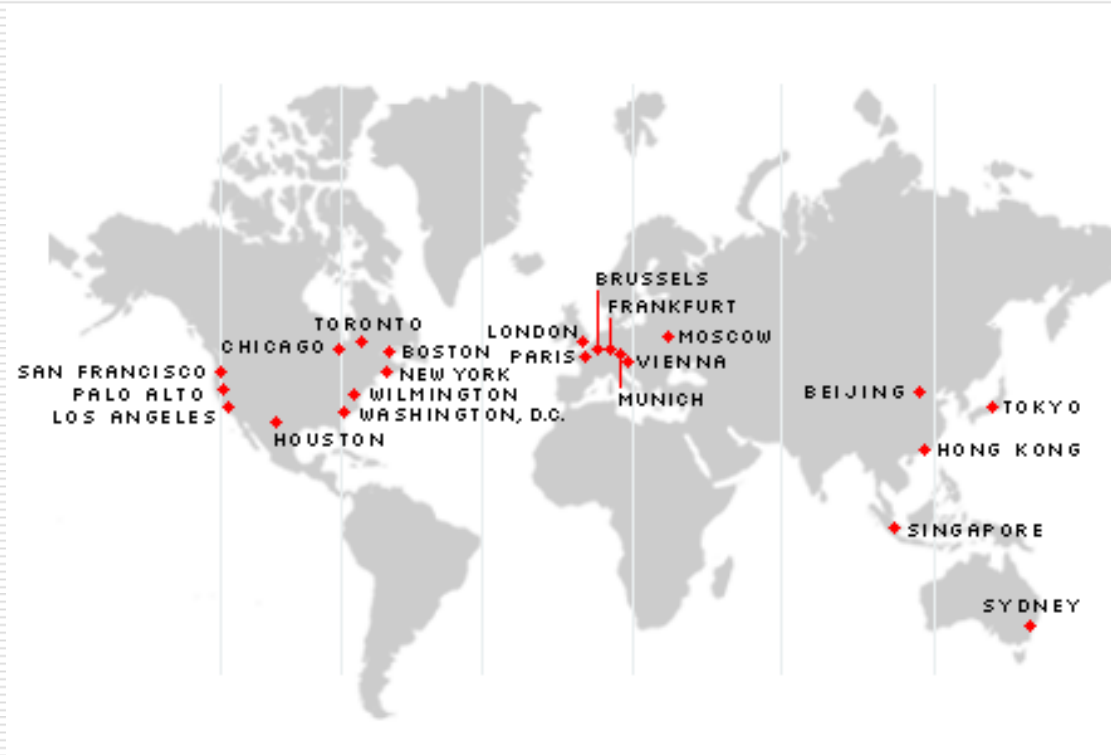 BRUSSELS
FRANKFURT
TORONTO
LONDON
MOSCOW
CHICAGO
BOSTON
PARIS
VIENNA
SAN FRANCISCO
NEW YORK
PALO ALTO
WILMINGTON
BEIJING
MUNICH
TOKYO
LOS ANGELES
WASHINGTON, D.C.
HOUSTON
HONG KONG
SINGAPORE
SYDNEY